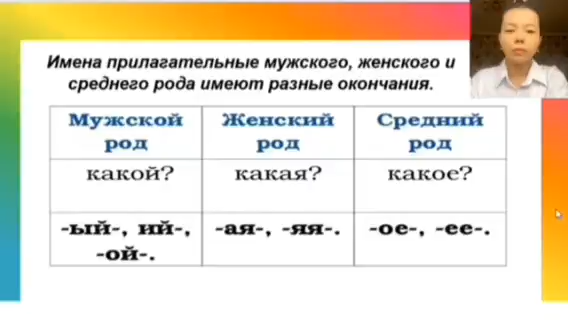 Имена прилагательные мужского, женского и
среднего рода имеют разные окончания.
Мужской род
Женский род
Средний род
какой?
какая?
какое?
-ый-, ий-,
-ой-.
-ая-, -яя-.
-ое-, -ее-.